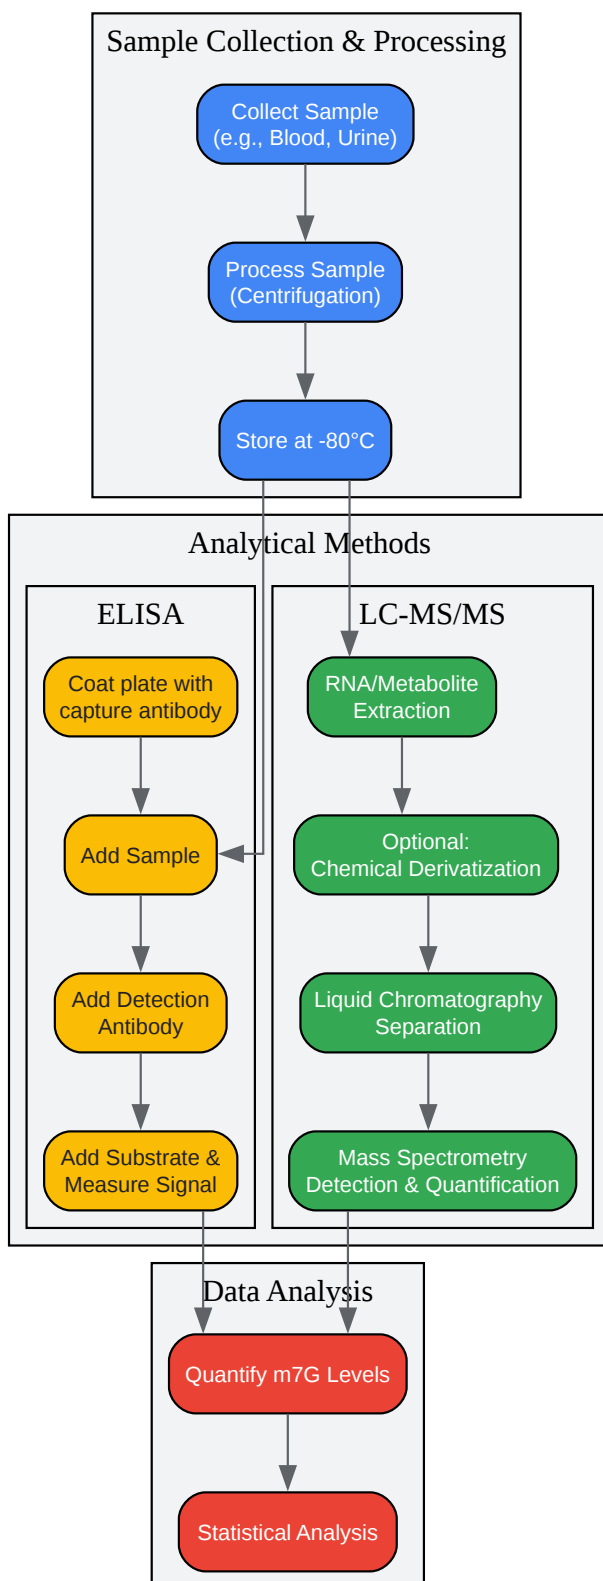 Sample Collection & Processing
Collect Sample
(e.g., Blood, Urine)
Process Sample
(Centrifugation)
Store at -80°C
Analytical Methods
ELISA
Coat plate with
capture antibody
Add Sample
Add Detection
Antibody
Add Substrate &
Measure Signal
LC-MS/MS
RNA/Metabolite
Extraction
Optional:
Chemical Derivatization
Liquid Chromatography
Separation
Mass Spectrometry
Detection & Quantification
Data Analysis
Quantify m7G Levels
Statistical Analysis